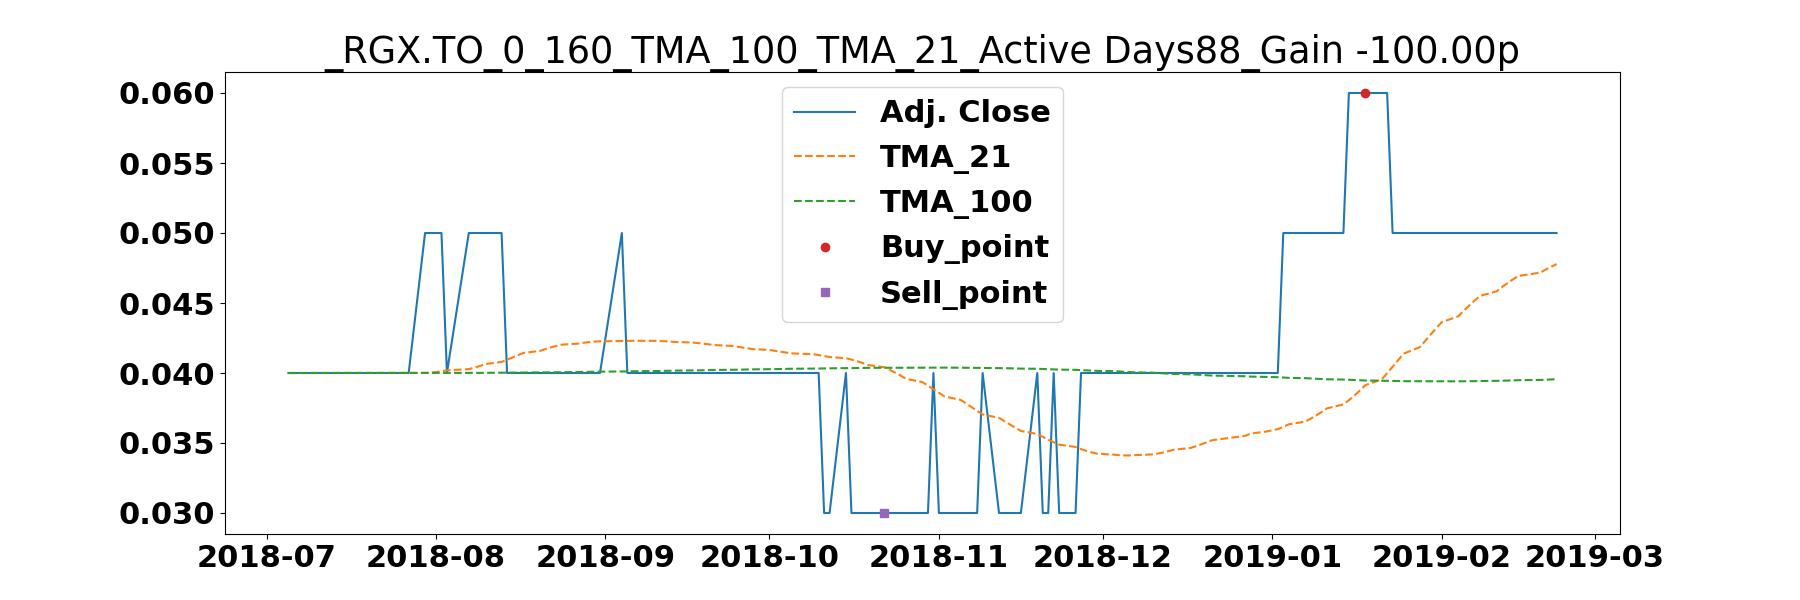 _RGX.TO_0_160_TMA_100_TMA_21_Active Days88_Gain -100.00p
0.060
0.055
0.050
0.045
0.040
0.035
0.030
Adj. Close
TMA_21
TMA_100
Buy_point
Sell_point
2018-07 2018-08 2018-09 2018-10 2018-11 2018-12 2019-01 2019-02 2019-03